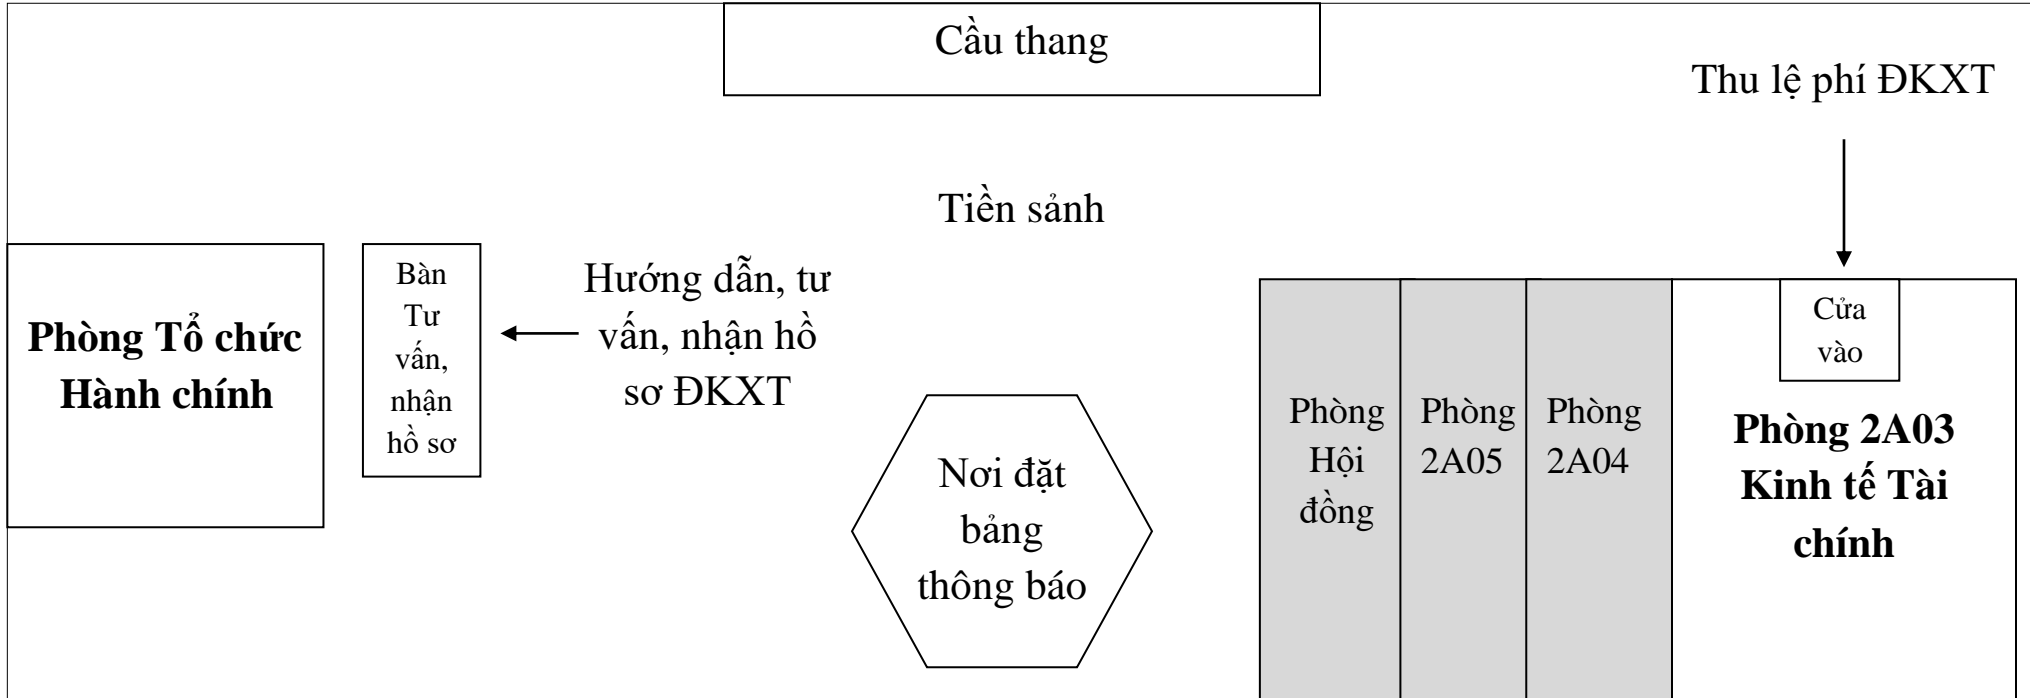 Cầu thang
Thu lệ phí ĐKXT
Tiền sảnh
Phòng Tổ chức
Hành chính
Bàn
Tư
vấn,
nhận
hồ sơ
Hướng dẫn, tư
vấn, nhận hồ
sơ ĐKXT
Nơi đặt
bảng
thông báo
Phòng
Hội
đồng
Phòng
2A05
Phòng
2A04
Cửa
vào
Phòng 2A03
Kinh tế Tài
chính